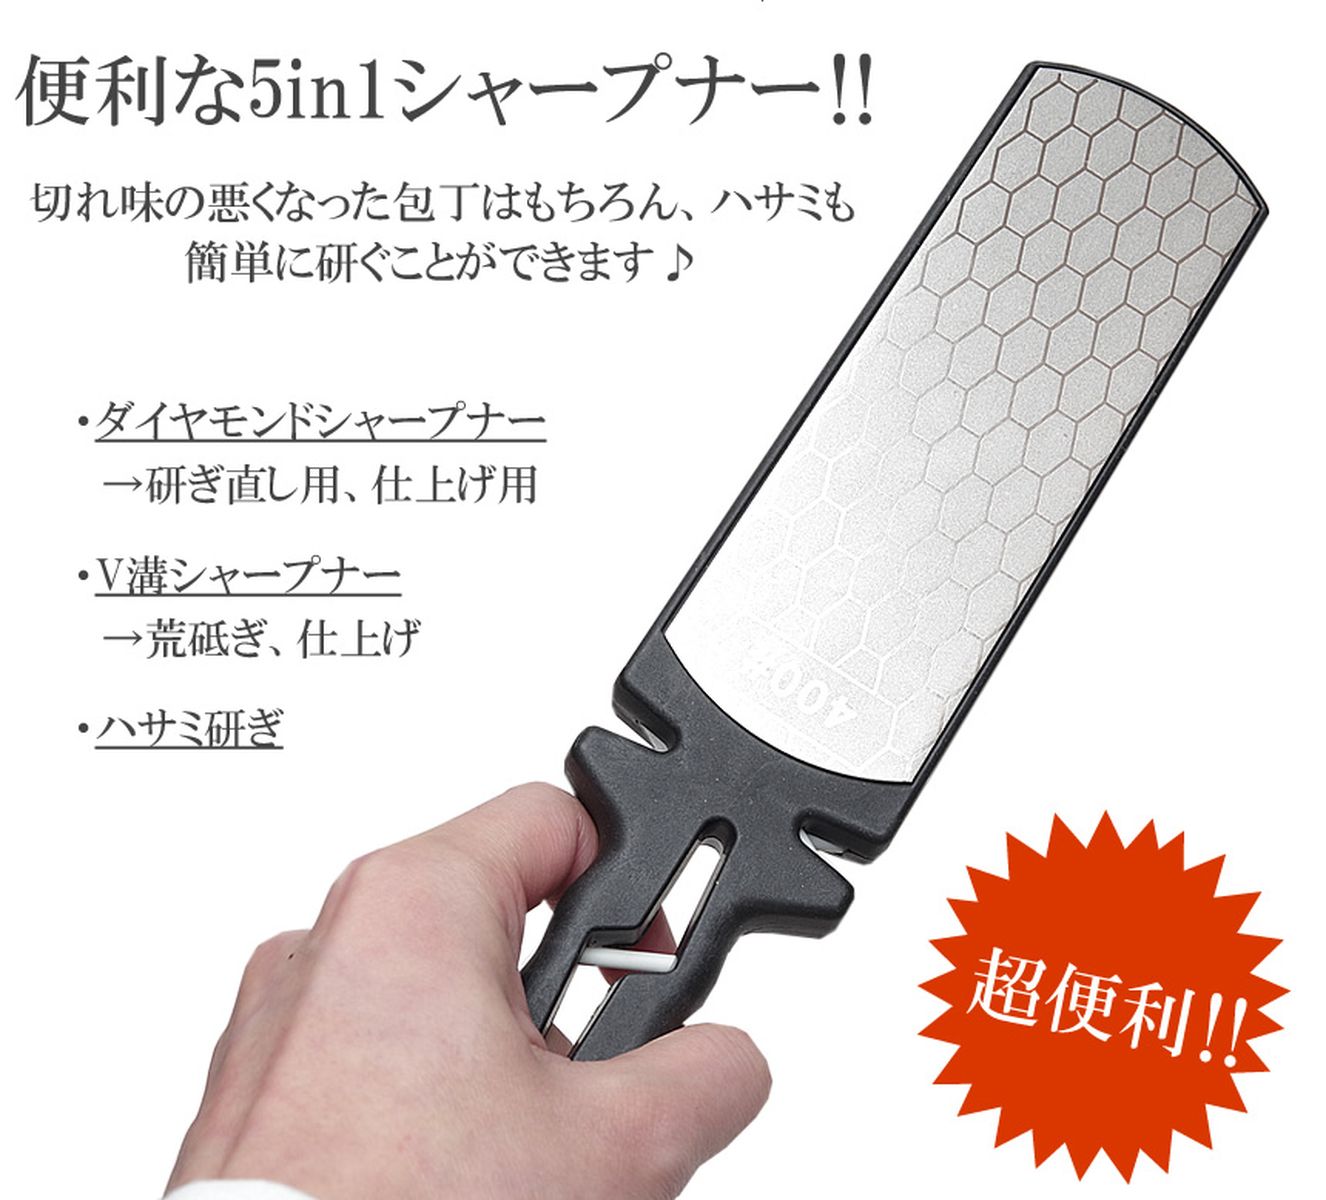 便利な5in1シャープナー!!
切れ味の悪くなった包丁はもちろん、ハサミも
簡単に研ぐことができます♪
・ダイヤモンドシャープナー
→研ぎ直し用、仕上げ用
・V溝シャープナー
→荒砥ぎ、仕上げ
・ハサミ研ぎ
400#
超便利!!